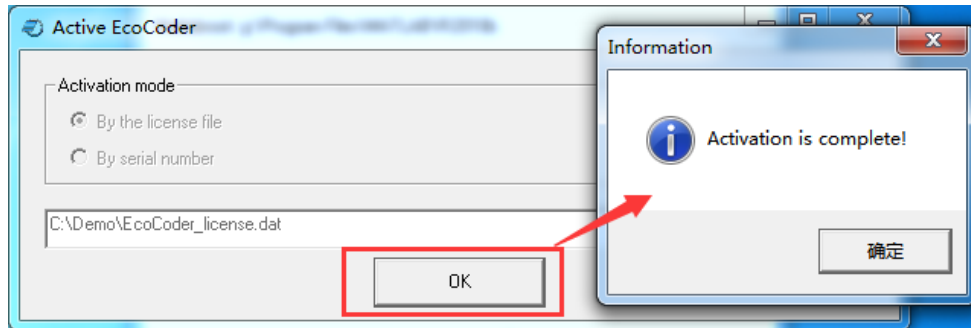 Active EcoCoder
Information
Activation mode
By the license file
By serial number
Activation is complete!
C:\Demo\EcoCoder_license.dat
OK
确定